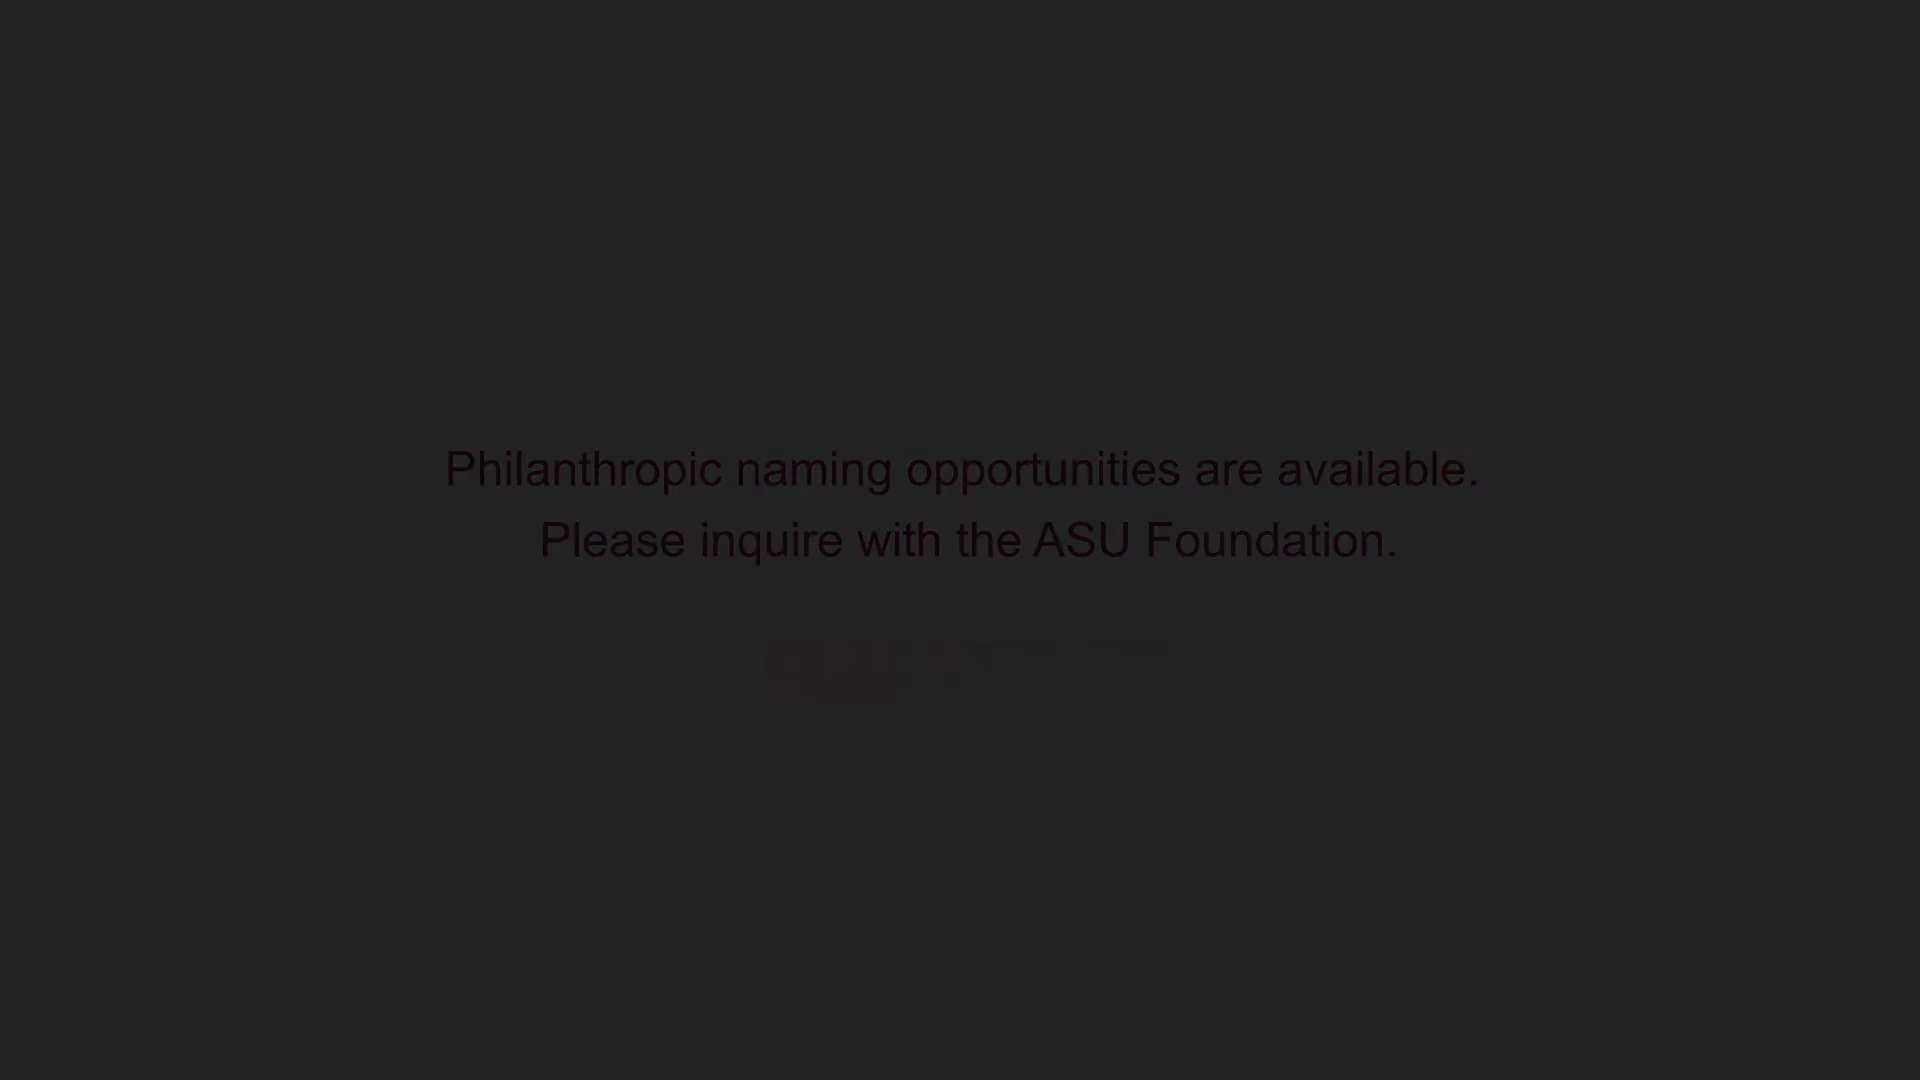 Philanthropic naming opportunities are available.
Please inquire with the ASU Foundation.